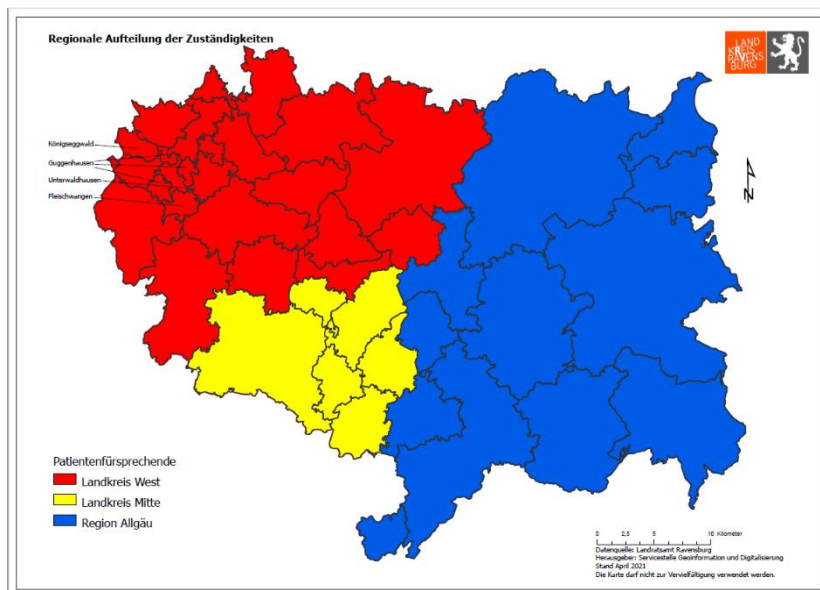 Regionale Aufteilung der Zuständigkeiten
LAND
KREIS
RAVENS
BURG
Königseggwald
Guggenhausen
Unterwaldhausen
Fleischwangen
N
Patientenfürsprechende
Landkreis West
Landkreis Mitte
Region Allgäu
0 2,5 5 10 Kilometer
Datenquelle: Landratsamt Ravensburg
Herausgeber: Servicestelle Geoinformation und Digitalisierung
Stand April 2021
Die Karte darf nicht zur Vervielfältigung verwendet werden.